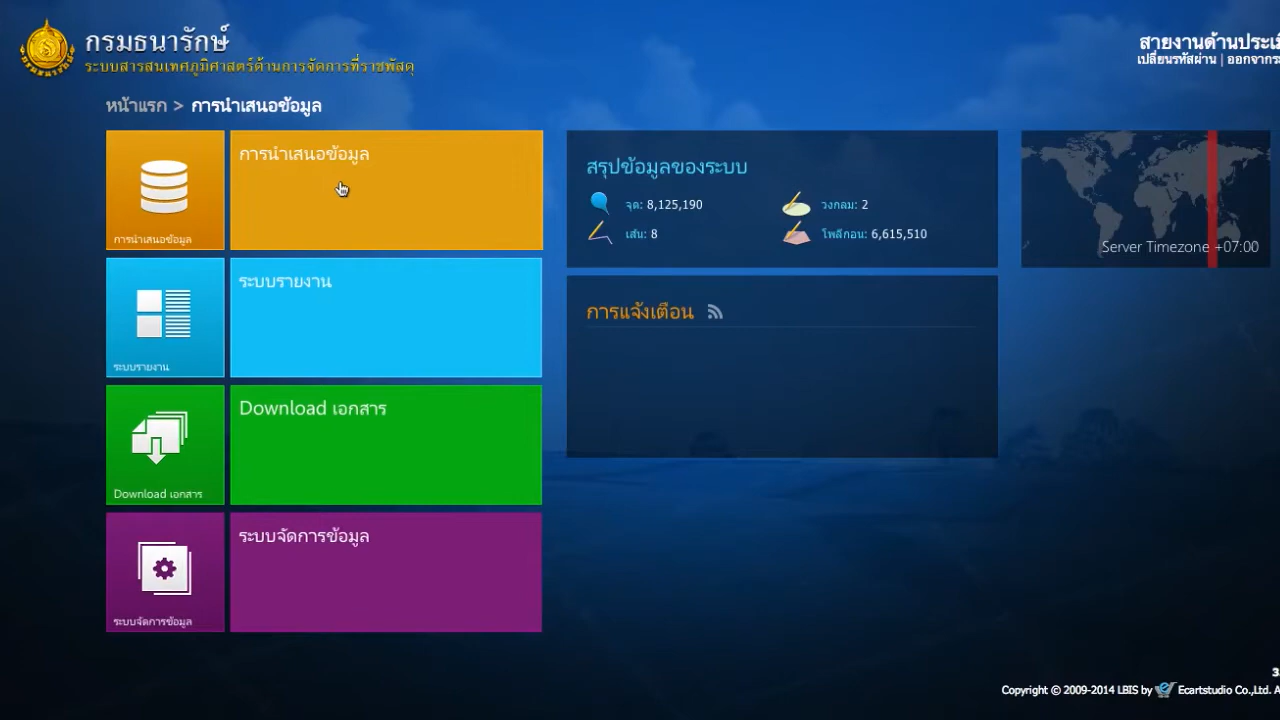 กรมธนารักษ์
ระบบสารสนเทศภูมิศาสตร์ด้านการจัดการที่ราชพัสดุ
สายงานด้านประเมิ
เปลี่ยนรหัสผ่าน | ออกจากระ
หน้าแรก > การนำเสนอข้อมูล
การนำเสนอข้อมูล
การนำเสนอข้อมูล
ระบบรายงาน
ระบบรายงาน
Download เอกสาร
Download เอกสาร
ระบบจัดการข้อมูล
ระบบจัดการข้อมูล
สรุปข้อมูลของระบบ
จุด: 8,125,190
วงกลม: 2
เส้น: 8
โพลีกอน: 6,615,510
การแจ้งเตือน
Server Timezone +07:00
3
Copyright © 2009-2014 LBIS by Ecartstudio Co.,Ltd. A